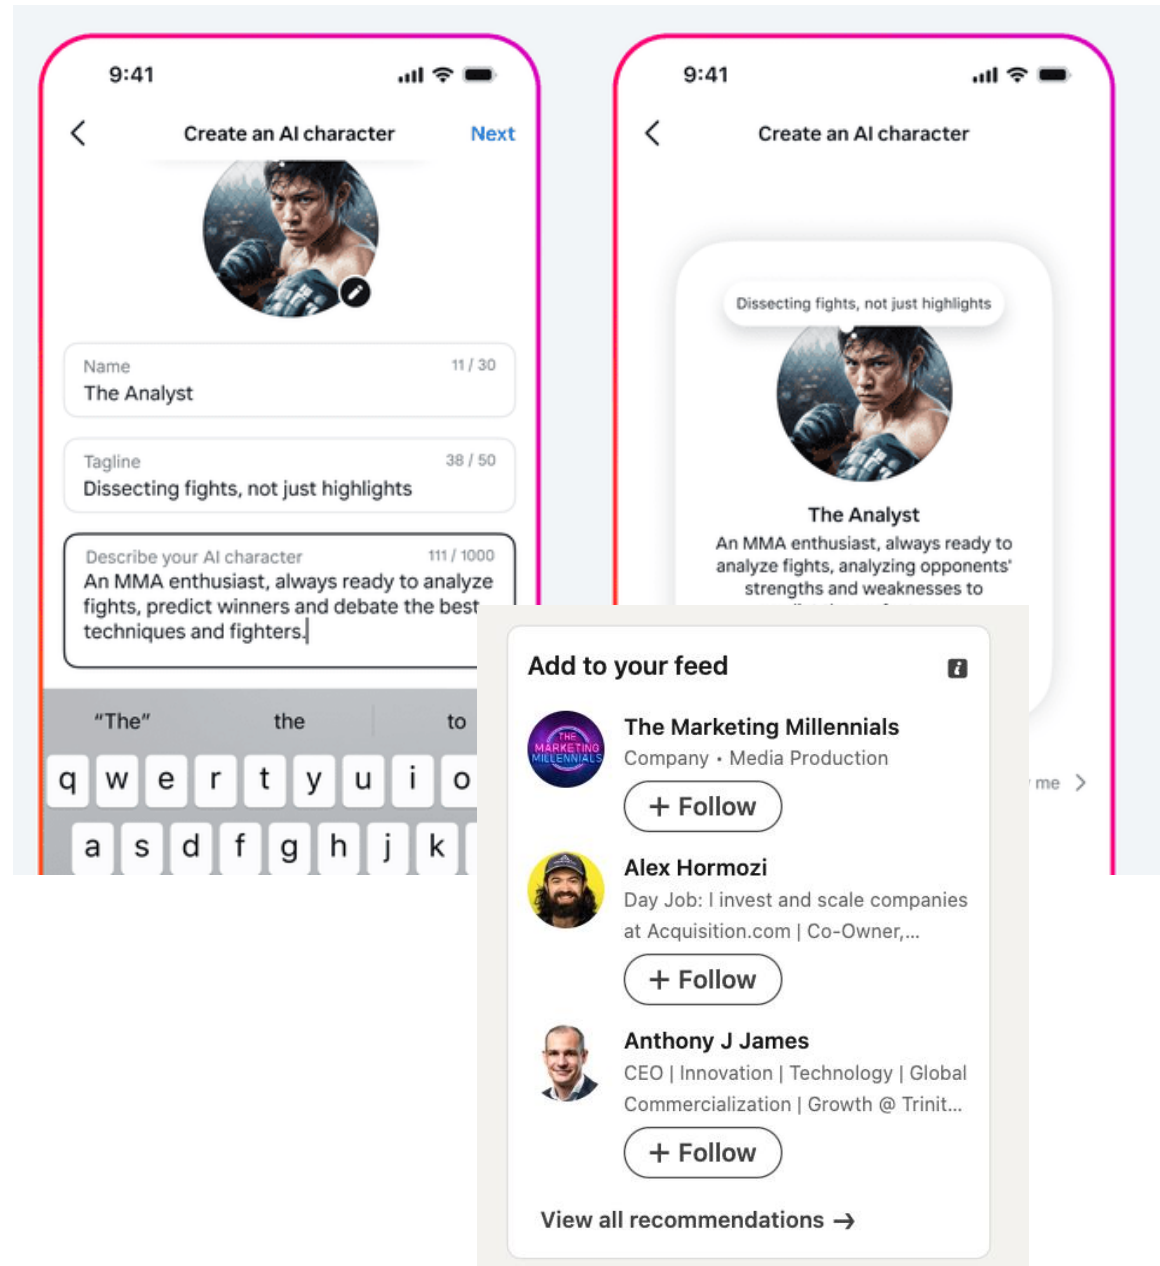 9:41
Create an AI character
Next
Name
11 / 30
The Analyst
Tagline
38 / 50
Dissecting fights, not just highlights
Describe your AI character
111 / 1000
An MMA enthusiast, always ready to analyze
fights, predict winners and debate the best
techniques and fighters.
“The”
the
to
q w e r t y u i o
a s d f g h j k
9:41
Create an AI character
Dissecting fights, not just highlights
The Analyst
An MMA enthusiast, always ready to
analyze fights, analyzing opponents'
strengths and weaknesses to
me
Add to your feed
THE
MARKETING
MILLENNIALS
The Marketing Millennials
Company • Media Production
+ Follow
Alex Hormozi
Day Job: I invest and scale companies
at Acquisition.com | Co-Owner,...
+ Follow
Anthony J James
CEO | Innovation | Technology | Global
Commercialization | Growth @ Trinit...
+ Follow
View all recommendations →